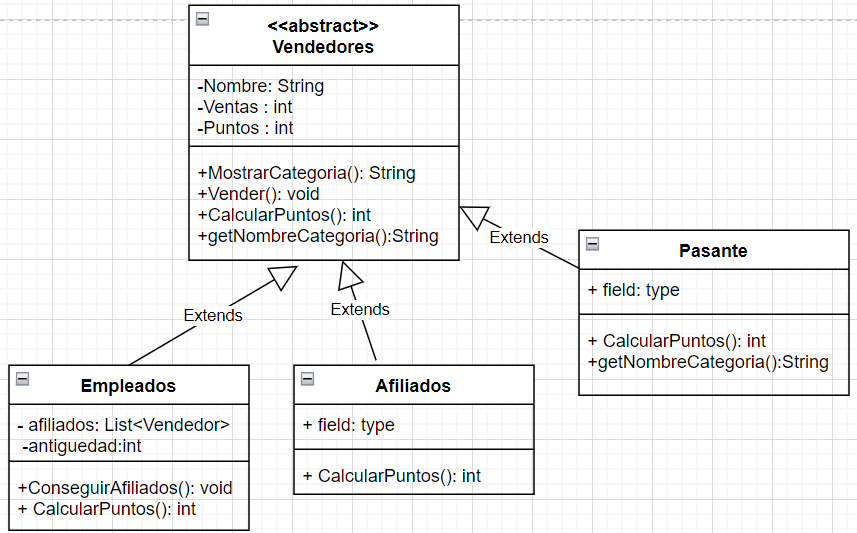 <<abstract>>
Vendedores
-Nombre: String
-Ventas : int
-Puntos : int
+MostrarCategoria(): String
+Vender(): void
+CalcularPuntos(): int
+getNombreCategoria():String
Extends
Extends
Extends
Pasante
+ field: type
+ CalcularPuntos(): int
+getNombreCategoria():String
Empleados
- afiliados: List<Vendedor>
-antiguedad:int
+ConseguirAfiliados(): void
+ CalcularPuntos(): int
Afiliados
+ field: type
+ CalcularPuntos(): int